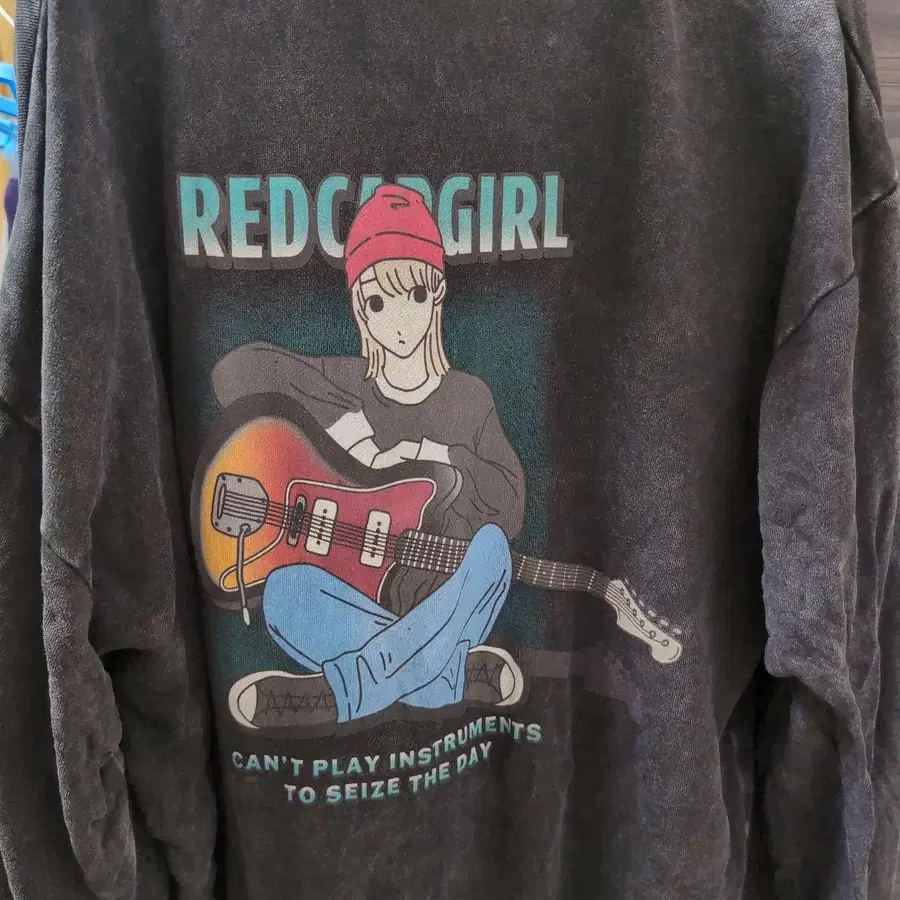 REDCAPGIRL
CAN'T PLAY INSTRUMENTS
TO SEIZE THE DAY